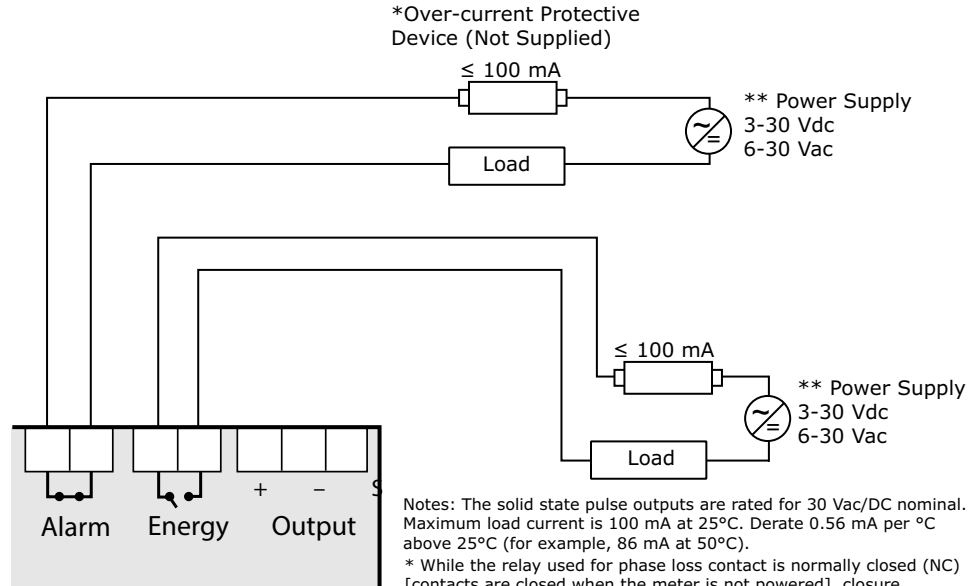 *Over-current Protective
Device (Not Supplied)
≤ 100 mA
** Power Supply
3-30 Vdc
6-30 Vac
Load
≤ 100 mA
** Power Supply
3-30 Vdc
6-30 Vac
Load
+ – S
Alarm Energy Output
Notes: The solid state pulse outputs are rated for 30 Vac/DC nominal.
Maximum load current is 100 mA at 25°C. Derate 0.56 mA per °C
above 25°C (for example, 86 mA at 50°C).
* While the relay used for phase loss contact is normally closed (NC)
[contacts are closed when the meter is not powered], closure